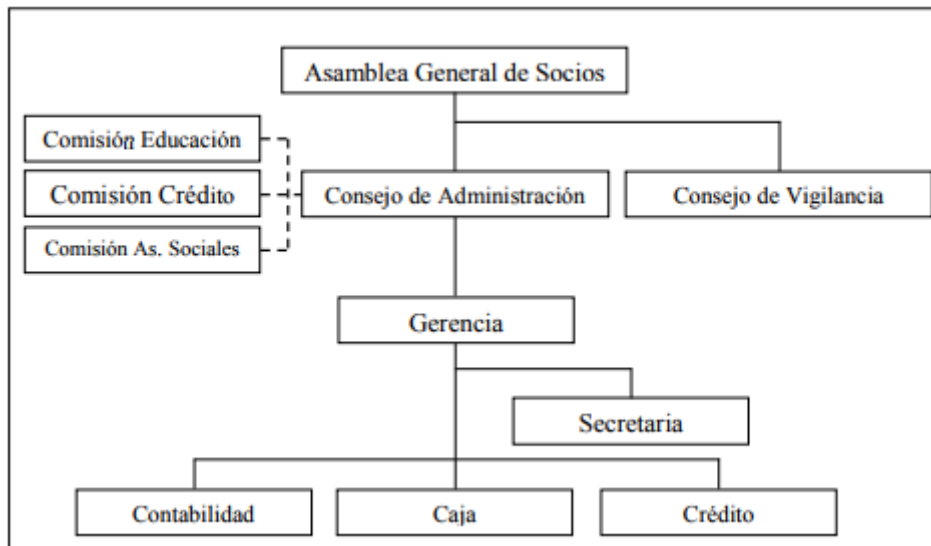 Asamblea General de Socios
Comisión Educación
Comisión Crédito
Consejo de Administración
Consejo de Vigilancia
Comisión As. Sociales
Gerencia
Secretaria
Contabilidad
Caja
Crédito